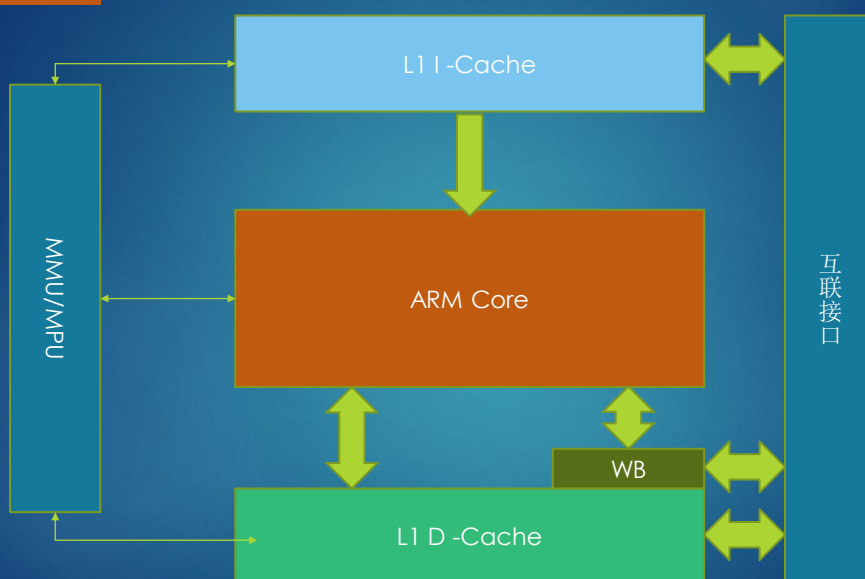 L1 I -Cache
MMU/MPU
ARM Core
互联接口
WB
L1 D -Cache